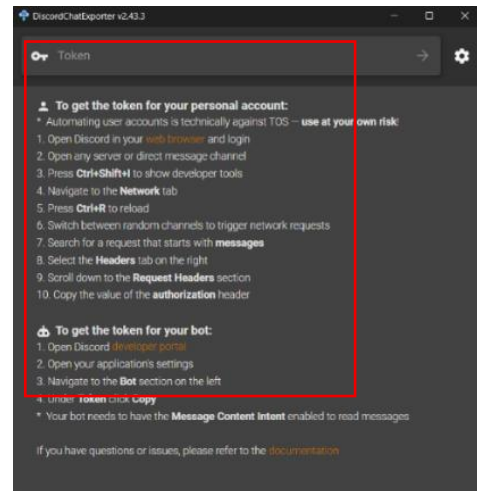 DiscordChatExporter v2.43.3
Token
To get the token for your personal account:
* Automating user accounts is technically against TOS — use at your own risk!
1. Open Discord in your web browser and login
2. Open any server or direct message channel
3. Press Ctrl+Shift+I to show developer tools
4. Navigate to the Network tab
5. Press Ctrl+R to reload
6. Switch between random channels to trigger network requests
7. Search for a request that starts with messages
8. Select the Headers tab on the right
9. Scroll down to the Request Headers section
10. Copy the value of the authorization header
To get the token for your bot:
1. Open Discord developer portal
2. Open your application's settings
3. Navigate to the Bot section on the left
4. Under Token click Copy
* Your bot needs to have the Message Content Intent enabled to read messages
If you have questions or issues, please refer to the documentation